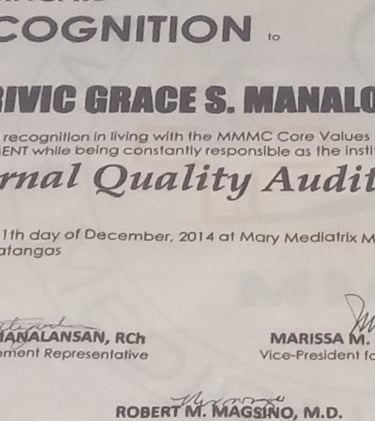 COGNITION to
RIVIC GRACE S. MANALO
recognition in living with the MMMC Core Values
ENT while being constantly responsible as the insti
rnal Quality Audit
1th day of December, 2014 at Mary Mediatrix M
atangas
MANALANSAN, RCh
MARISSA M.
ement Representative
Vice-President fo
ROBERT M. MAGSINO, M.D.